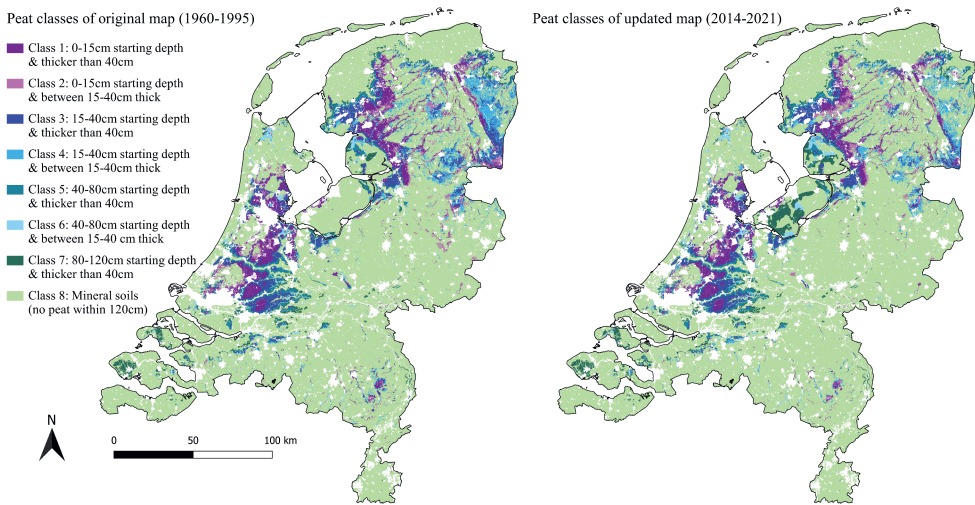 Peat classes of original map (1960-1995)
Peat classes of updated map (2014-2021)
Class 1: 0-15cm starting depth
& thicker than 40cm
Class 2: 0-15cm starting depth
& between 15-40cm thick
Class 3: 15-40cm starting depth
& thicker than 40cm
Class 4: 15-40cm starting depth
& between 15-40cm thick
Class 5: 40-80cm starting depth
& thicker than 40cm
Class 6: 40-80cm starting depth
& between 15-40 cm thick
Class 7: 80-120cm starting depth
& thicker than 40cm
Class 8: Mineral soils
(no peat within 120cm)
N
0 50 100 km